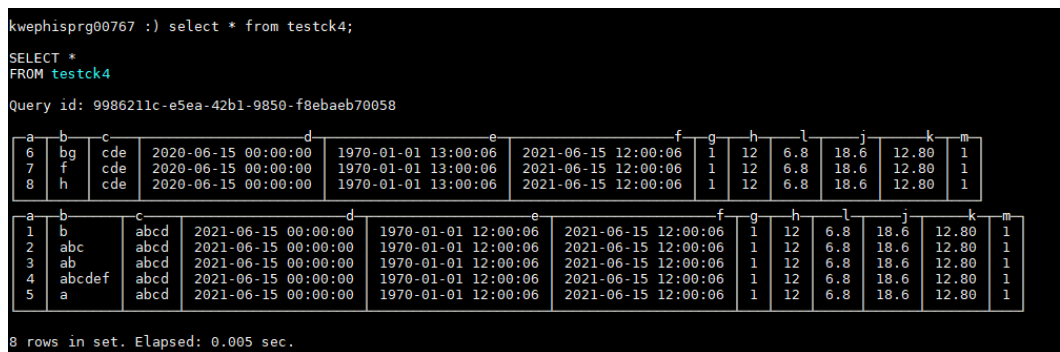 kwephisprg00767 :) select * from testck4;
SELECT *
FROM testck4
Query id: 9986211c-e5ea-42b1-9850-f8ebaeb70058
a b c d e f g h l j k m
6 bg cde 2020-06-15 00:00:00 1970-01-01 13:00:06 2021-06-15 12:00:06 1 12 6.8 18.6 12.80 1
7 f cde 2020-06-15 00:00:00 1970-01-01 13:00:06 2021-06-15 12:00:06 1 12 6.8 18.6 12.80 1
8 h cde 2020-06-15 00:00:00 1970-01-01 13:00:06 2021-06-15 12:00:06 1 12 6.8 18.6 12.80 1
a b c d e f g h l j k m
1 b abcd 2021-06-15 00:00:00 1970-01-01 12:00:06 2021-06-15 12:00:06 1 12 6.8 18.6 12.80 1
2 abc abcd 2021-06-15 00:00:00 1970-01-01 12:00:06 2021-06-15 12:00:06 1 12 6.8 18.6 12.80 1
3 ab abcd 2021-06-15 00:00:00 1970-01-01 12:00:06 2021-06-15 12:00:06 1 12 6.8 18.6 12.80 1
4 abcdef abcd 2021-06-15 00:00:00 1970-01-01 12:00:06 2021-06-15 12:00:06 1 12 6.8 18.6 12.80 1
5 a abcd 2021-06-15 00:00:00 1970-01-01 12:00:06 2021-06-15 12:00:06 1 12 6.8 18.6 12.80 1
8 rows in set. Elapsed: 0.005 sec.